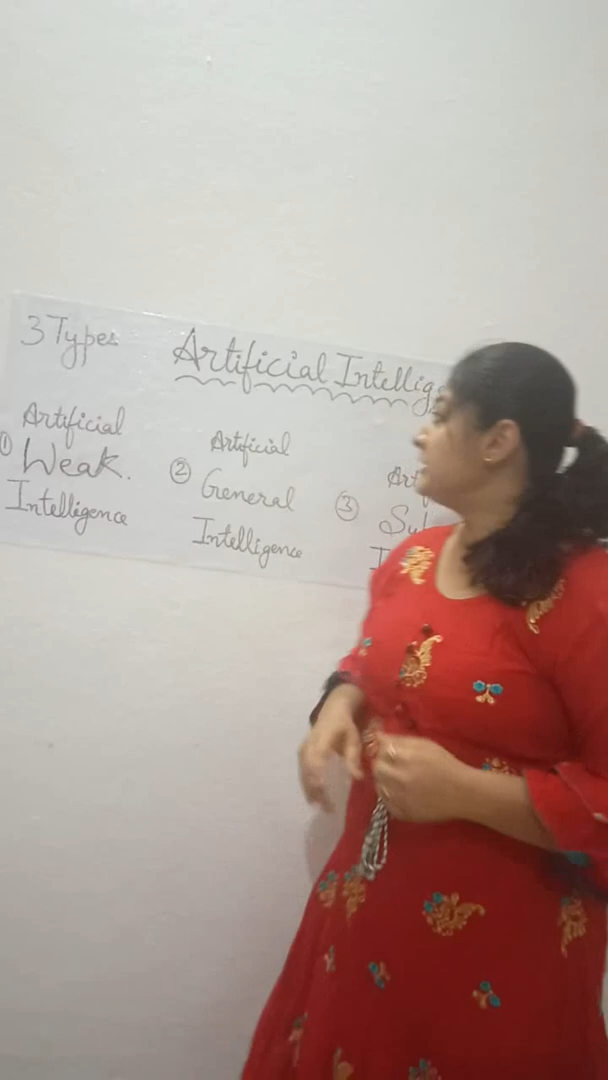 3 Types
Artificial Intellig
Artificial
① Weak.
Intelligence
Artificial
② General
Intelligence
③